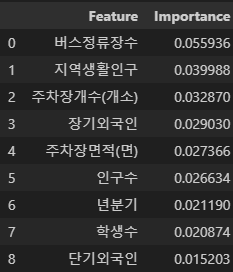 Feature Importance
0 버스정류장수 0.055936
1 지역생활인구 0.039988
2 주차장개수(개소) 0.032870
3 장기외국인 0.029030
4 주차장면적(면) 0.027366
5 인구수 0.026634
6 년분기 0.021190
7 학생수 0.020874
8 단기외국인 0.015203